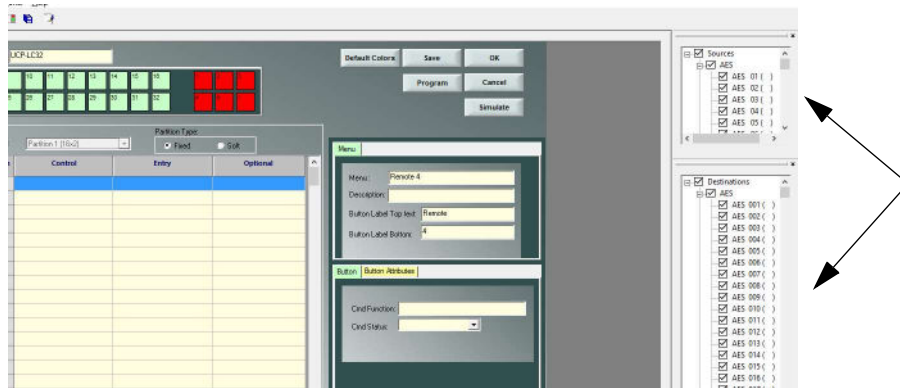 Help
UCP-LC32
10 11 12 13 14 15 16
26 27 28 29 30 31 32
Default Colors Save OK
Program Cancel
Simulate
Partition Type:
Partition 1 [16x2]
Fixed Split
Control Entry Optional
Menu
Menu: Remote 4
Description:
Button Label Top text: Remote
Button Label Bottom: 4
Button Button Attributes
Cmd Function:
Cmd Status:
Sources
AES
AES 01 ( )
AES 02 ( )
AES 03 ( )
AES 04 ( )
AES 05 ( )
Destinations
AES
AES 001 ( )
AES 002 ( )
AES 003 ( )
AES 004 ( )
AES 005 ( )
AES 006 ( )
AES 007 ( )
AES 008 ( )
AES 009 ( )
AES 010 ( )
AES 011 ( )
AES 012 ( )
AES 013 ( )
AES 014 ( )
AES 015 ( )
AES 016 ( )